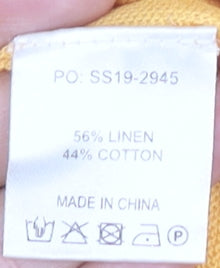 PO: SS19-2945
56% LINEN
44% COTTON
MADE IN CHINA
P